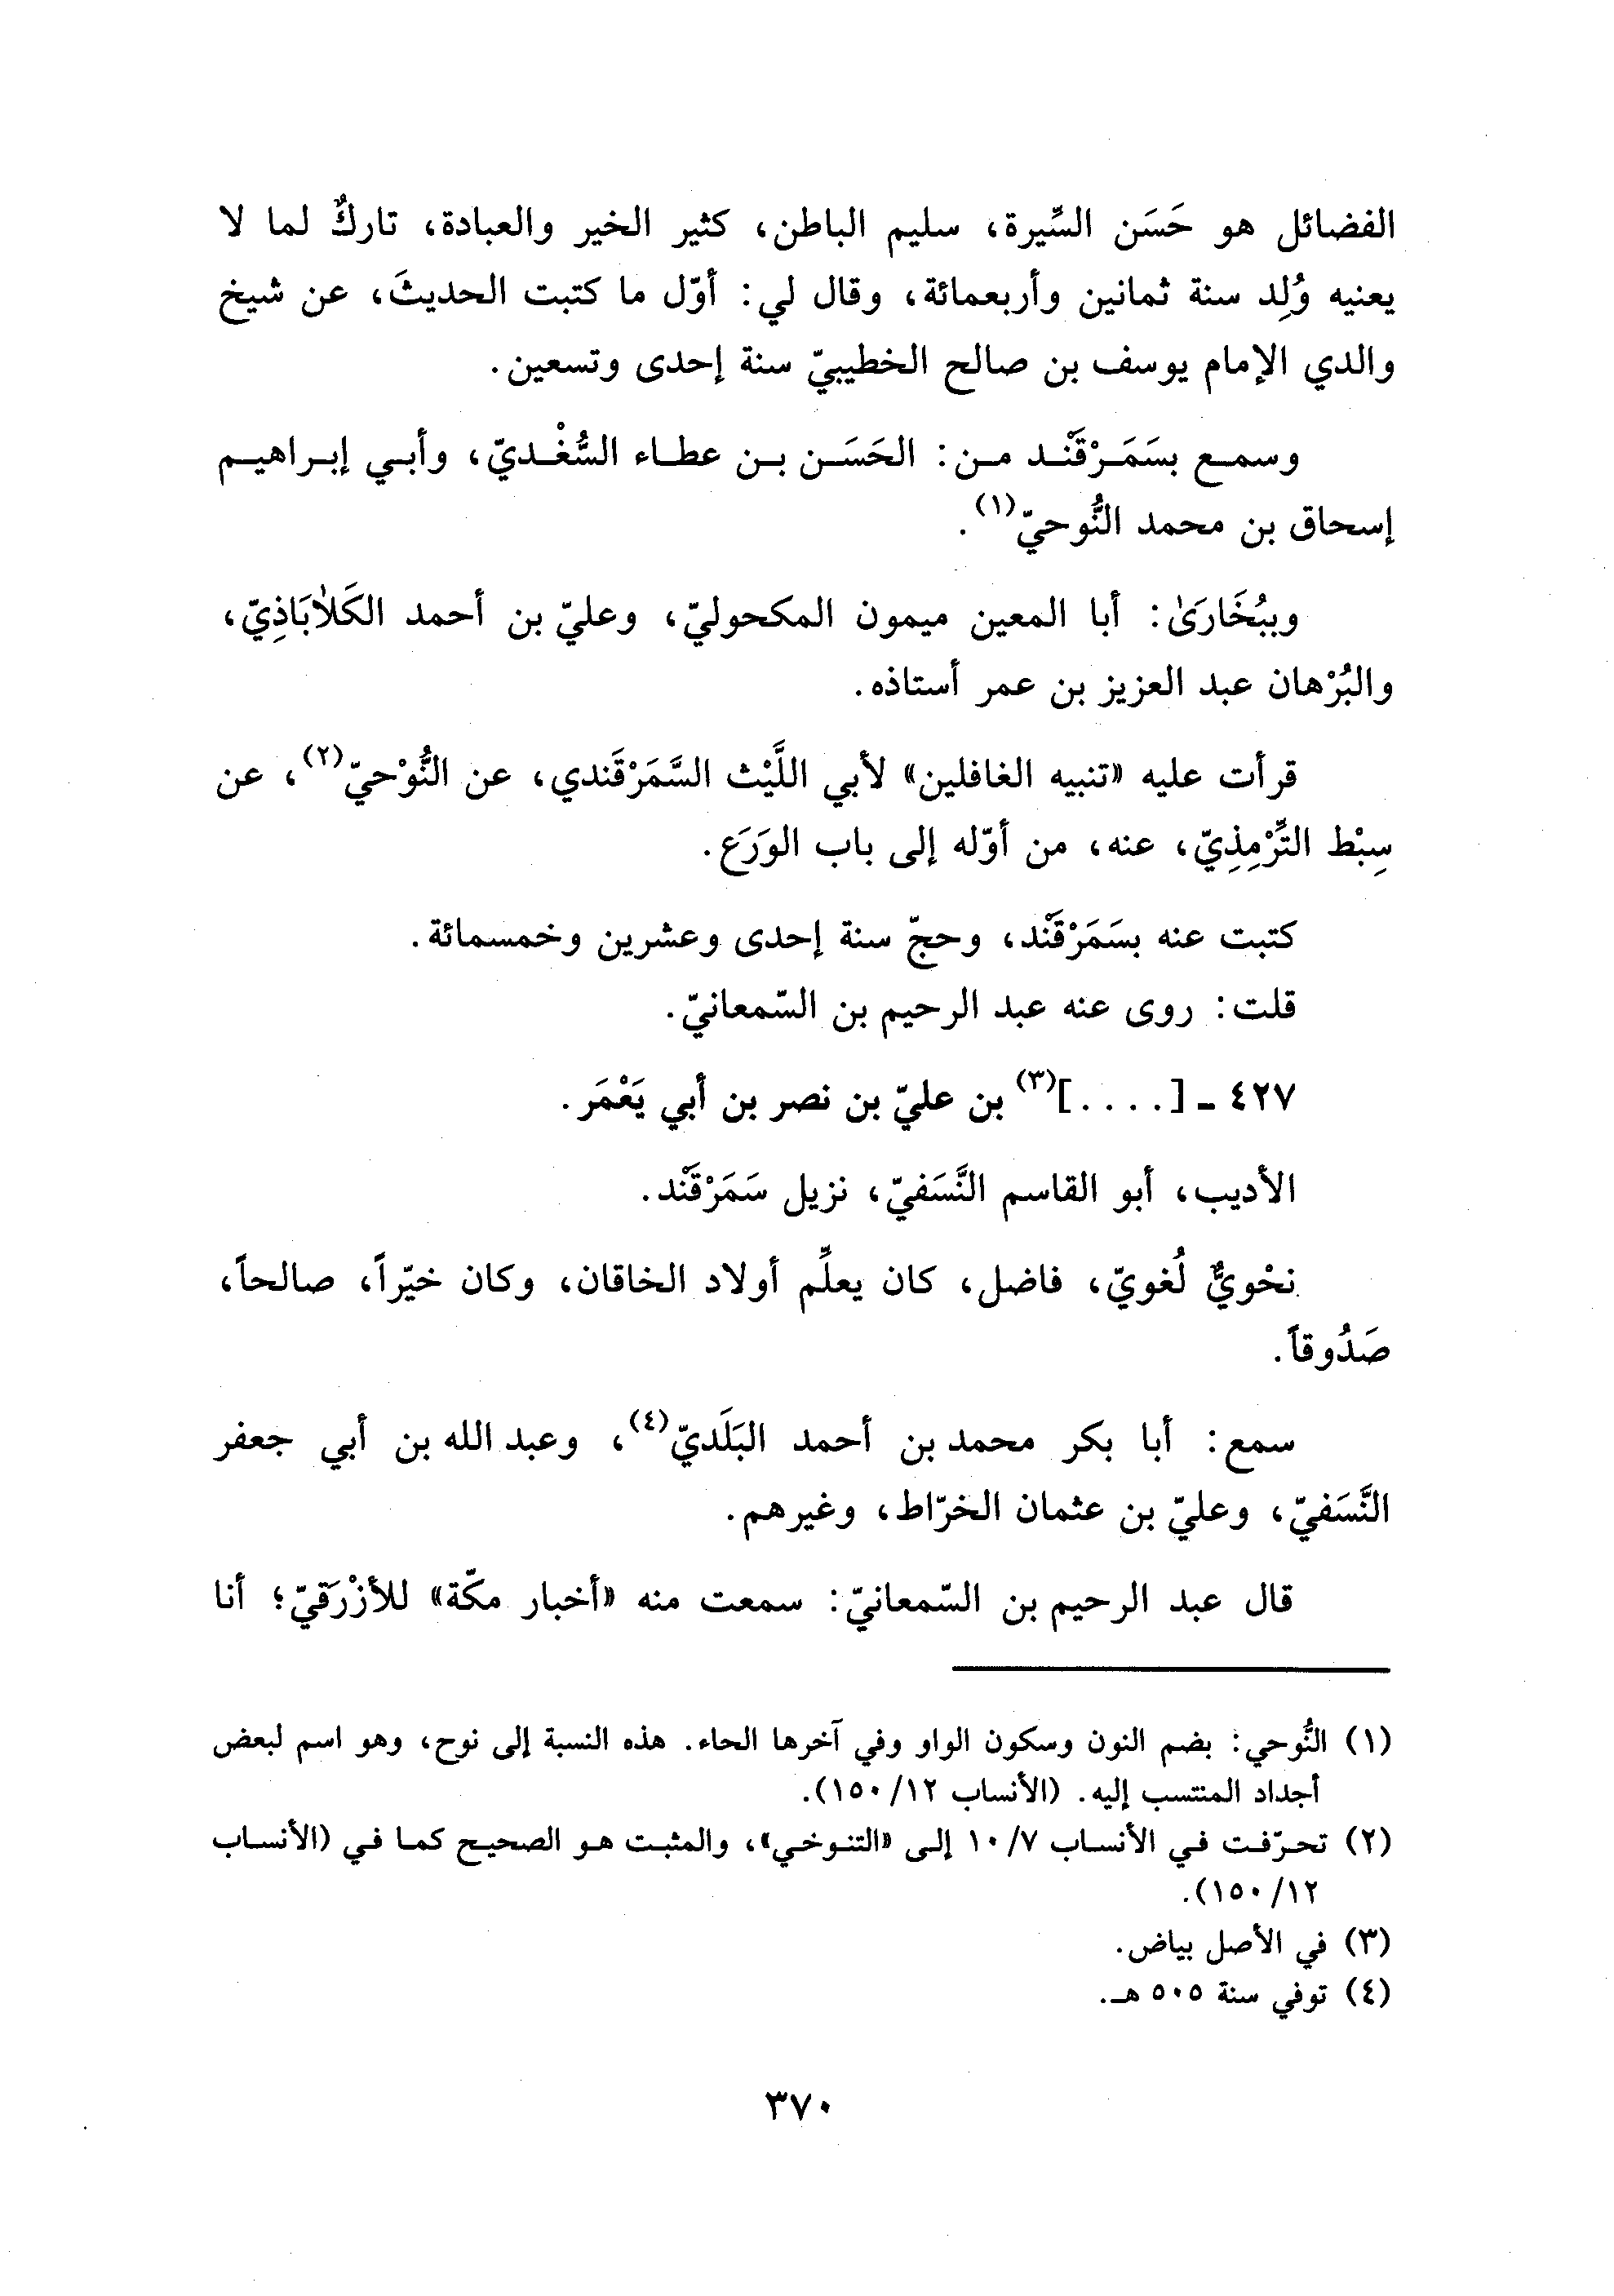 الفضائل هو حَسَن السِّيرة، سليم الباطن، كثير الخير والعبادة، تاركٌ لما لا
يعنيه وُلِد سنة ثمانين وأربعمائة، وقال لي: أوّل ما كتبت الحديثَ، عن شيخ
والدي الإمام يوسف بن صالح الخطيبيّ سنة إحدى وتسعين.
وسمع بسَمَرْقَنْد من: الحَسَن بن عطاء السُّغْديّ، وأبي إبراهيم
إسحاق بن محمد النُّوحيّ(١).
وببُخَارَىٰ: أبا المعين ميمون المكحوليّ، وعليّ بن أحمد الكَلاٰبَاذِيّ،
والبُرْهان عبد العزيز بن عمر أستاذه.
قرأت عليه «تنبيه الغافلين» لأبي اللَّيْث السَّمَرْقَندي، عن النُّوْحيّ(٢)، عن
سِبْط التِّرْمِذِيّ، عنه، من أوّله إلى باب الوَرَع.
كتبت عنه بسَمَرْقَنْد، وحجّ سنة إحدى وعشرين وخمسمائة.
قلت: روى عنه عبد الرحيم بن السّمعانيّ.
٤٢٧ ـ [. . . .](٣) بن عليّ بن نصر بن أبي يَعْمَر.
الأديب، أبو القاسم النَّسَفيّ، نزيل سَمَرْقَنْد.
نحْويٌّ لُغويّ، فاضل، كان يعلِّم أولاد الخاقان، وكان خيّراً، صالحاً،
صَدُوقاً.
سمع: أبا بكر محمد بن أحمد البَلَديّ(٤)، وعبد الله بن أبي جعفر
النَّسَفيّ، وعليّ بن عثمان الخرّاط، وغيرهم.
قال عبد الرحيم بن السّمعانيّ: سمعت منه «أخبار مكّة» للأزْرَقيّ؛ أنا
(١) النُّوحي: بضم النون وسكون الواو وفي آخرها الحاء. هذه النسبة إلى نوح، وهو اسم لبعض
أجداد المنتسب إليه. (الأنساب ١٢/ ١٥٠).
(٢) تحرّفت في الأنساب ٧/ ١٠ إلى «التنوخي»، والمثبت هو الصحيح كما في (الأنساب
١٢/ ١٥٠).
(٣) في الأصل بياض.
(٤) توفي سنة ٥٠٥ هـ.
٣٧٠